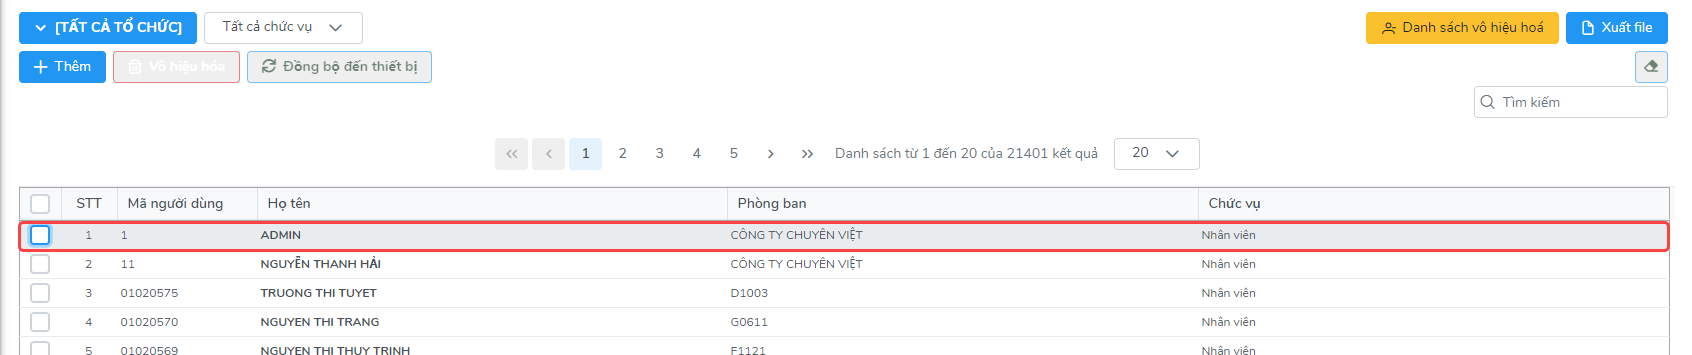 [TẤT CẢ TỔ CHỨC] Tất cả chức vụ Danh sách vô hiệu hoá Xuất file
Thêm Vô hiệu hóa Đồng bộ đến thiết bị
Tìm kiếm
1 2 3 4 5 Danh sách từ 1 đến 20 của 21401 kết quả 20
STT Mã người dùng Họ tên Phòng ban Chức vụ
1 1 ADMIN CÔNG TY CHUYÊN VIỆT Nhân viên
2 11 NGUYỄN THANH HẢI CÔNG TY CHUYÊN VIỆT Nhân viên
3 01020575 TRUONG THI TUYET D1003 Nhân viên
4 01020570 NGUYEN THI TRANG G0611 Nhân viên
5 01020569 NGUYEN THI THUY TRINH F1121 Nhân viên